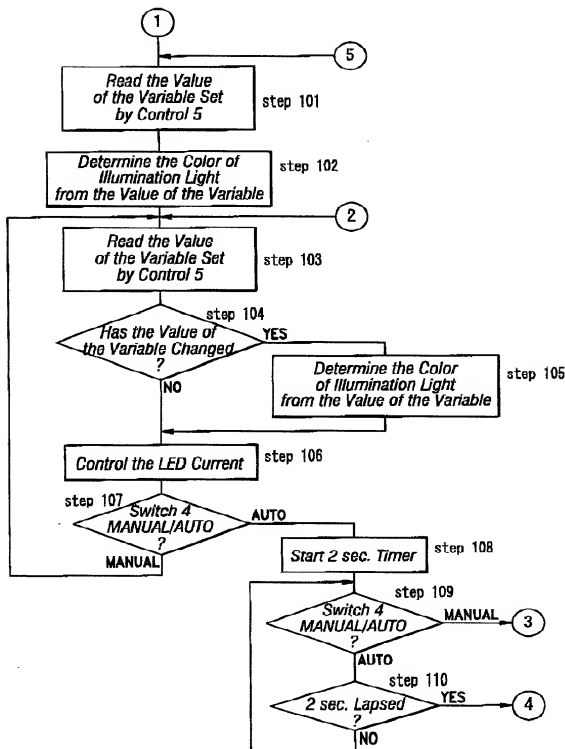 1
5
Read the Value
of the Variable Set
by Control 5
step 101
Determine the Color of
Illumination Light
from the Value of the Variable
step 102
2
Read the Value
of the Variable Set
by Control 5
step 103
step 104
Has the Value of
the Variable Changed
?
YES
NO
Determine the Color
of Illumination Light
from the Value of the Variable
step 105
Control the LED Current
step 106
step 107
Switch 4
MANUAL/AUTO
?
AUTO
MANUAL
Start 2 sec. Timer
step 108
step 109
Switch 4
MANUAL/AUTO
?
MANUAL
3
AUTO
step 110
2 sec. Lapsed
?
YES
4
NO